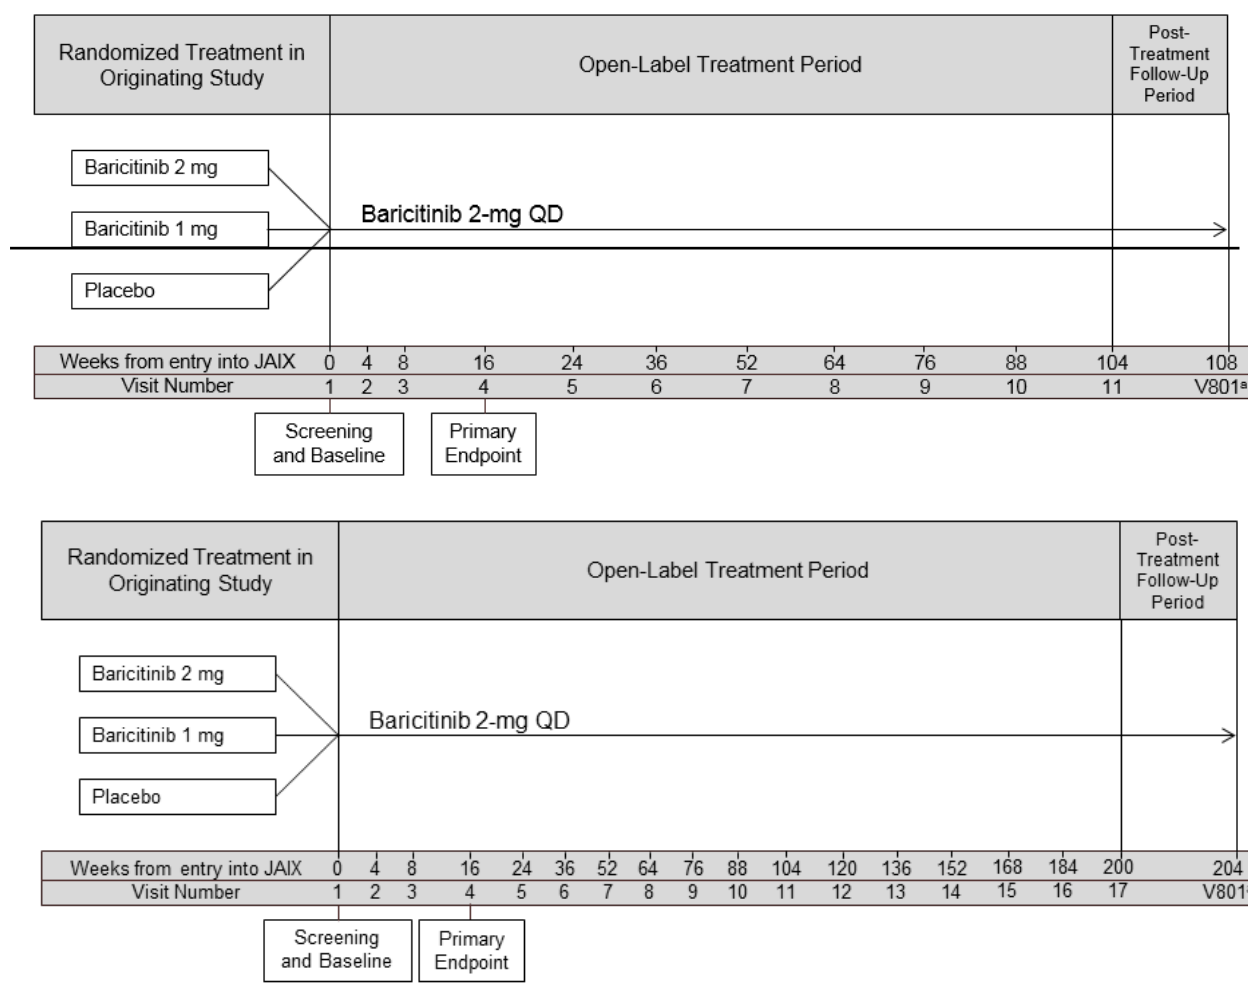 Randomized Treatment in
Originating Study
Open-Label Treatment Period
Post-
Treatment
Follow-Up
Period
Baricitinib 2 mg
Baricitinib 1 mg
Placebo
Baricitinib 2-mg QD
Weeks from entry into JAIX 0 4 8 16 24 36 52 64 76 88 104 108
Visit Number 1 2 3 4 5 6 7 8 9 10 11 V801ᵃ
Screening
and Baseline
Primary
Endpoint
Randomized Treatment in
Originating Study
Open-Label Treatment Period
Post-
Treatment
Follow-Up
Period
Baricitinib 2 mg
Baricitinib 1 mg
Placebo
Baricitinib 2-mg QD
Weeks from entry into JAIX 0 4 8 16 24 36 52 64 76 88 104 120 136 152 168 184 200 204
Visit Number 1 2 3 4 5 6 7 8 9 10 11 12 13 14 15 16 17 V801
Screening
and Baseline
Primary
Endpoint